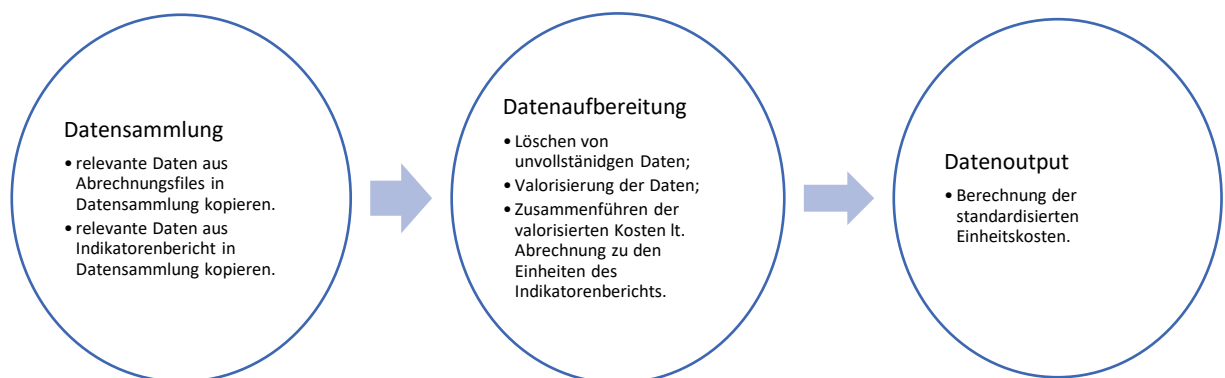 Datensammlung
• relevante Daten aus
Abrechnungsfiles in
Datensammlung kopieren.
• relevante Daten aus
Indikatorenbericht in
Datensammlung kopieren.
Datenaufbereitung
• Löschen von
unvollstänidgen Daten;
• Valorisierung der Daten;
• Zusammenführen der
valorisierten Kosten lt.
Abrechnung zu den
Einheiten des
Indikatorenberichts.
Datenoutput
• Berechnung der
standardisierten
Einheitskosten.